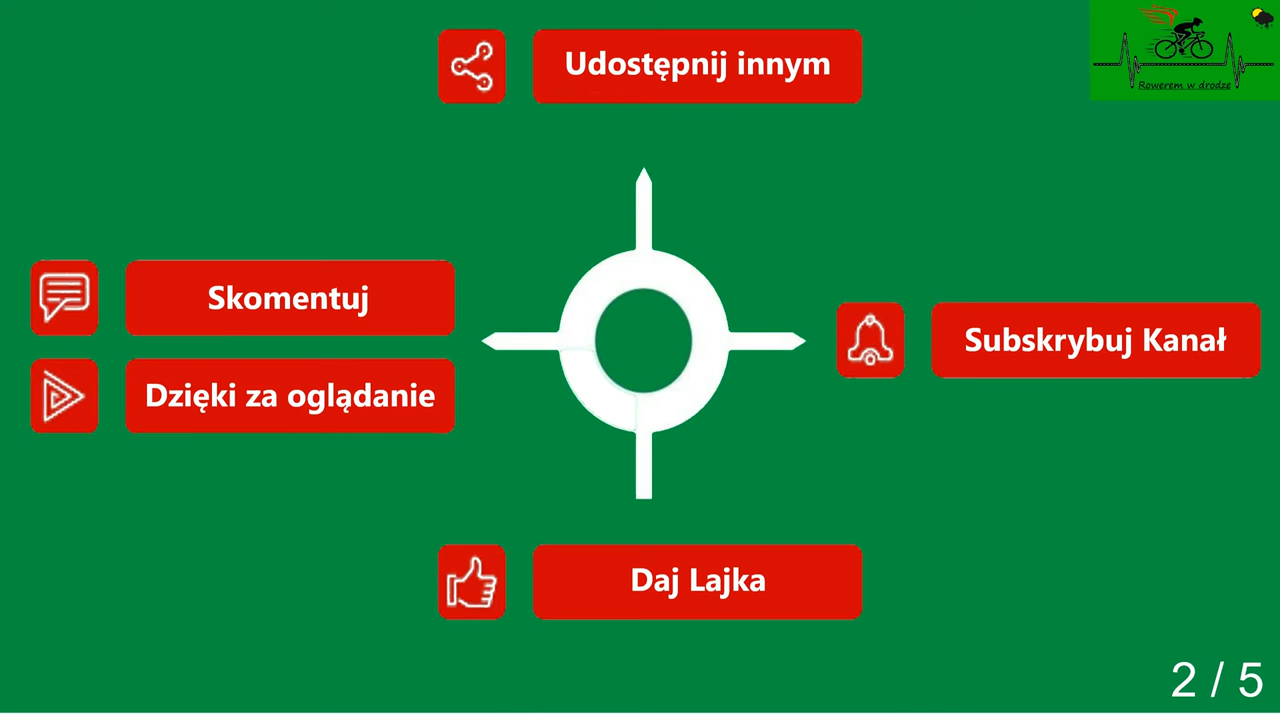 Udostępnij innym
Rowerem w drodze
Skomentuj
Dzięki za oglądanie
Subskrybuj Kanał
Daj Lajka
2 / 5